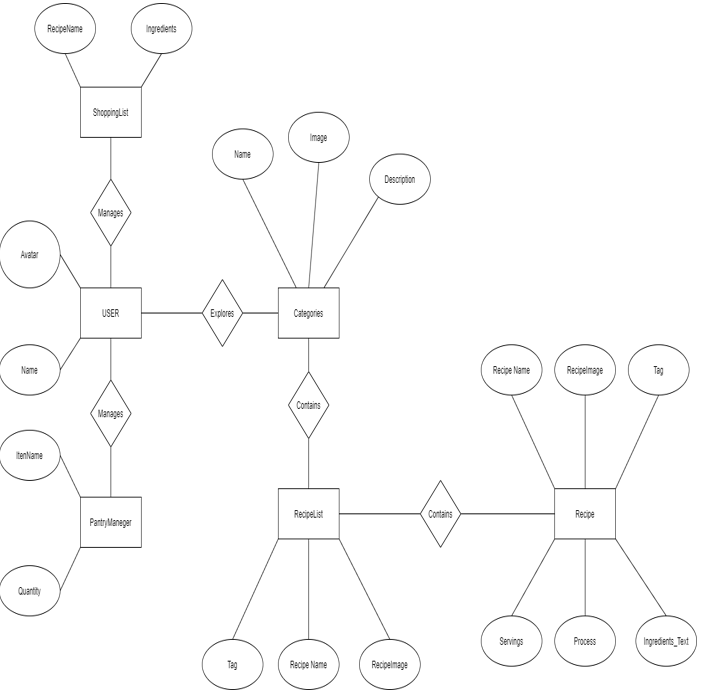 RecipeName
Ingredients
ShoppingList
Image
Name
Description
Manages
Avatar
USER
Explores
Categories
Name
Recipe Name
RecipeImage
Tag
Manages
Contains
ItenName
PantryManeger
RecipeList
Contains
Recipe
Quantity
Servings
Process
Ingredients_Text
Tag
Recipe Name
RecipeImage